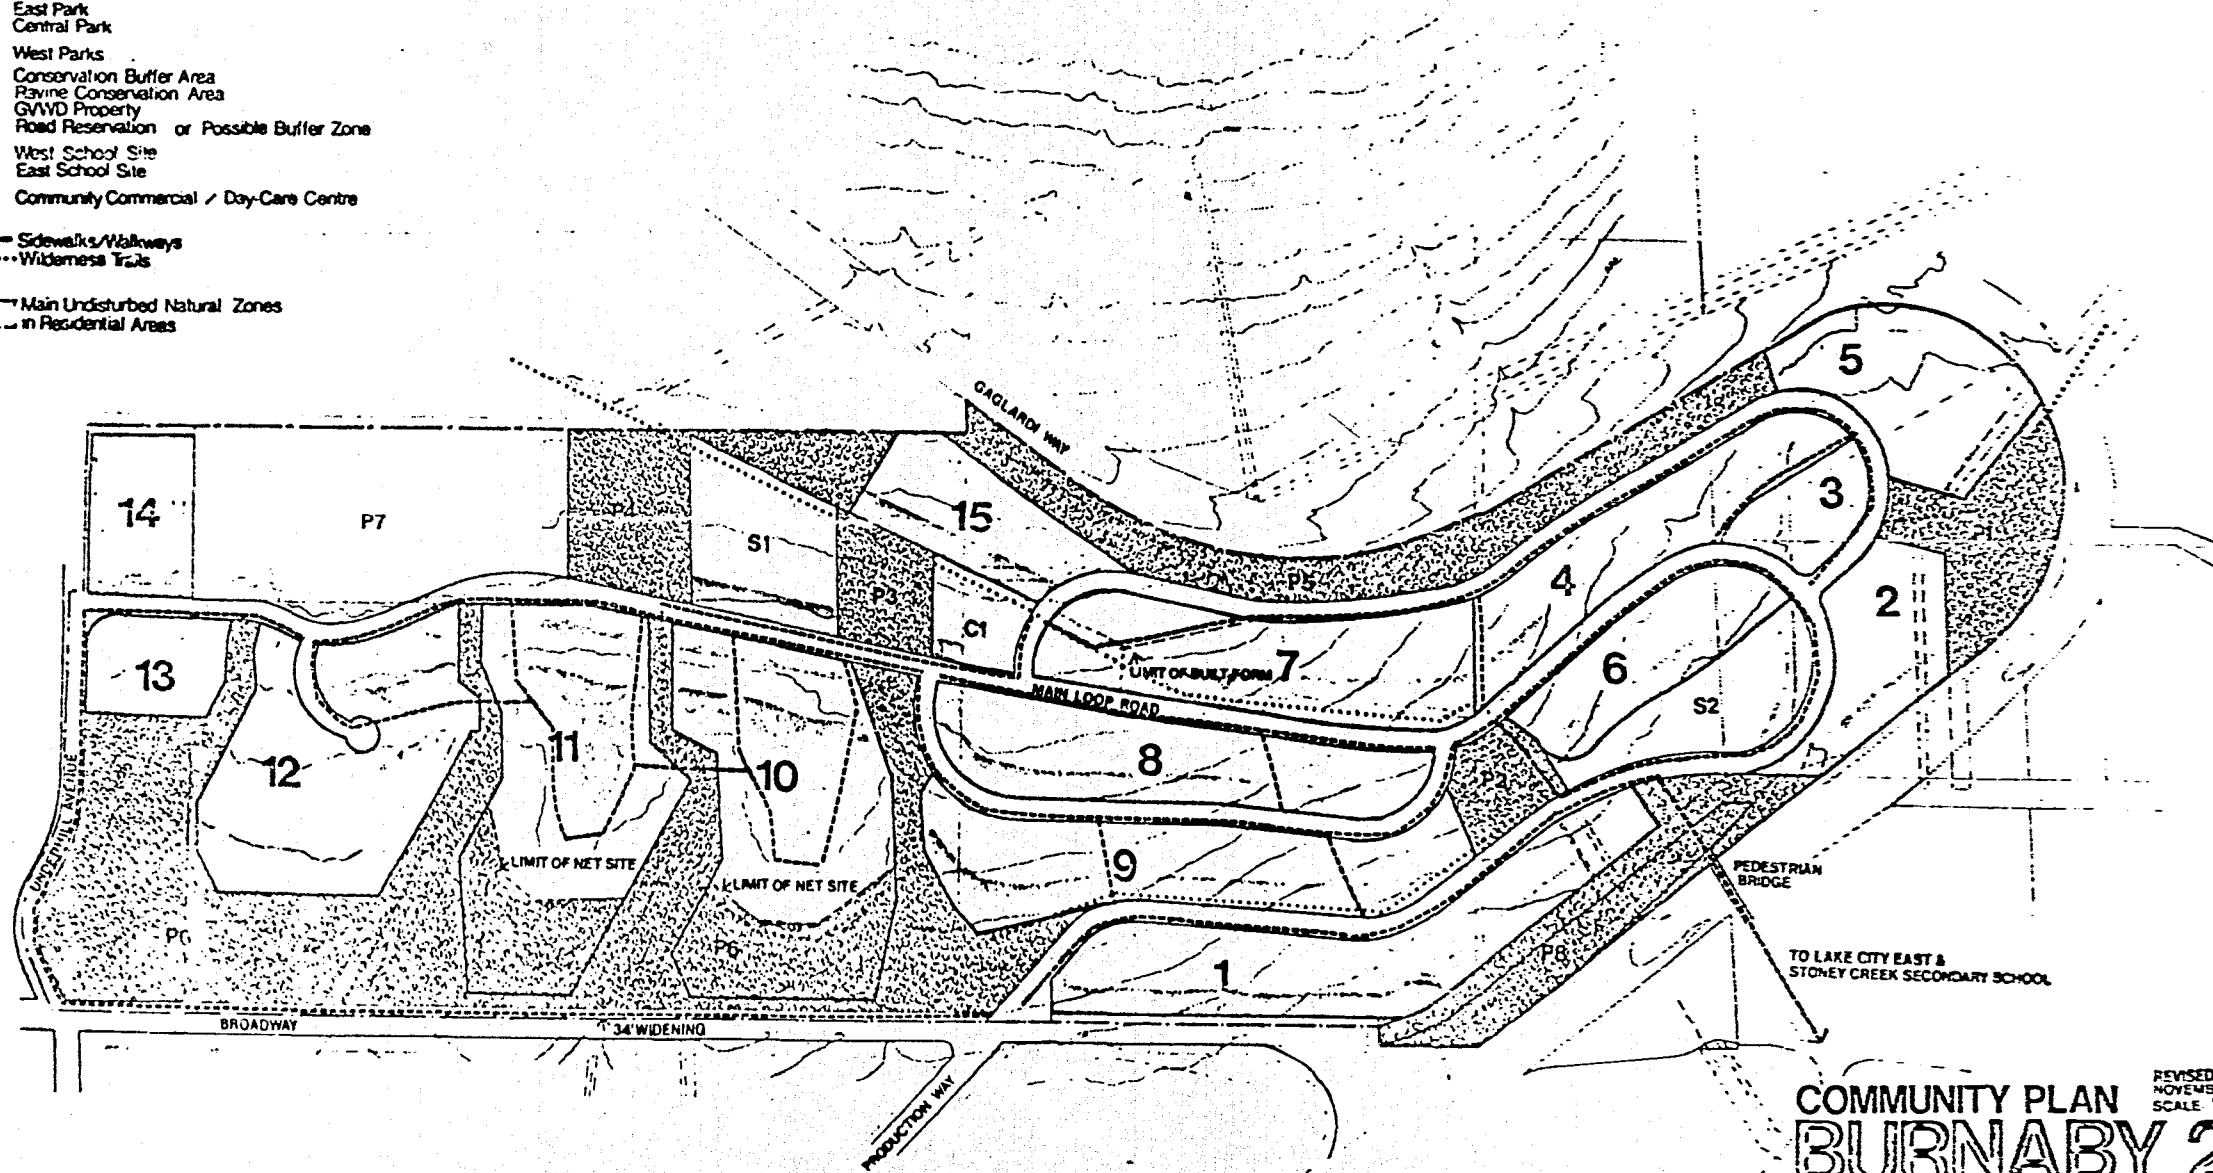 East Park
Central Park
West Parks
Conservation Buffer Area
Ravine Conservation Area
GVWD Property
Road Reservation or Possible Buffer Zone
West School Site
East School Site
Community Commercial / Day-Care Centre
Sidewalks/Walkways
Wilderness Trails
Main Undisturbed Natural Zones
in Residential Areas
GAGLARDI WAY
5
14
P7
P4
S1
15
3
P5
4
2
P3
C1
13
LIMIT OF BUILT FORM
7
6
MAIN LOOP ROAD
S2
12
11
10
8
P2
UNDERHILL AVENUE
LIMIT OF NET SITE
LIMIT OF NET SITE
9
PEDESTRIAN
BRIDGE
P6
P6
1
P8
TO LAKE CITY EAST &
STONEY CREEK SECONDARY SCHOOL
BROADWAY
34' WIDENING
PRODUCTION WAY
COMMUNITY PLAN
REVISED
SCALE
BURNABY 2